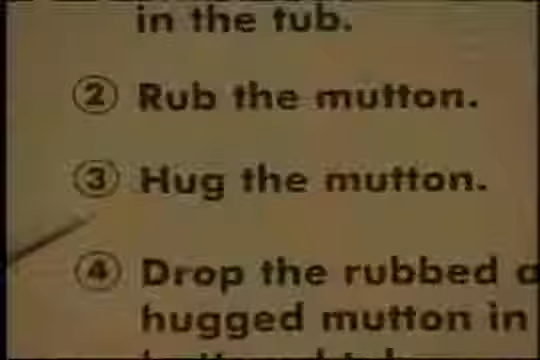 in the tub.
② Rub the mutton.
③ Hug the mutton.
④ Drop the rubbed
hugged mutton in